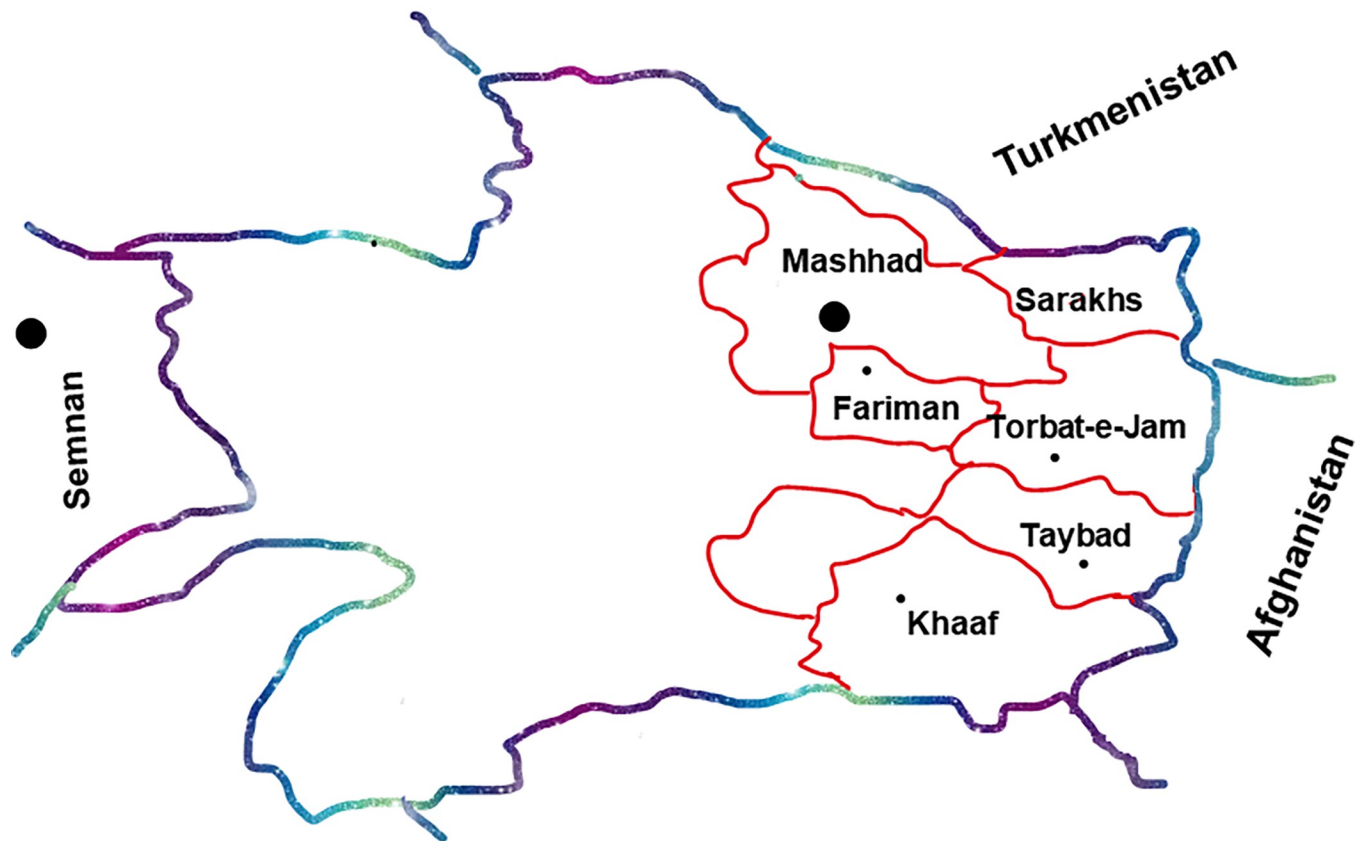 Turkmenistan
Mashhad
Sarakhs
Semnan
Fariman
Torbat-e-Jam
Afghanistan
Taybad
Khaaf